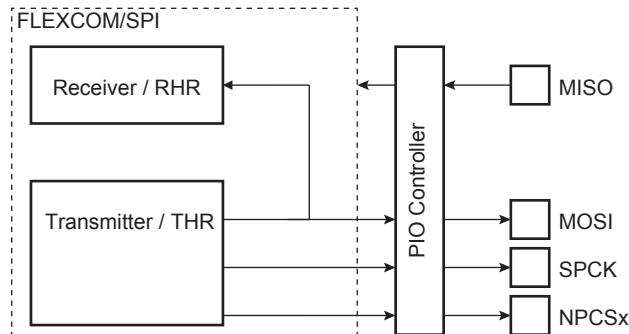 FLEXCOM/SPI
Receiver / RHR
MISO
PIO Controller
Transmitter / THR
MOSI
SPCK
NPCSx